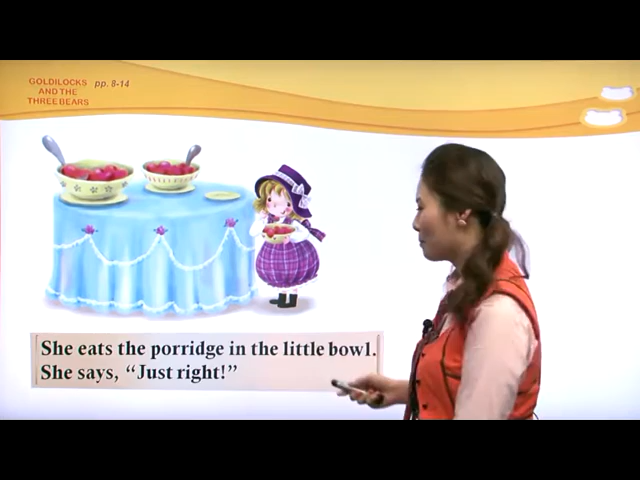 GOLDILOCKS
AND THE
THREE BEARS
pp. 8-14
She eats the porridge in the little bowl.
She says, “Just right!”